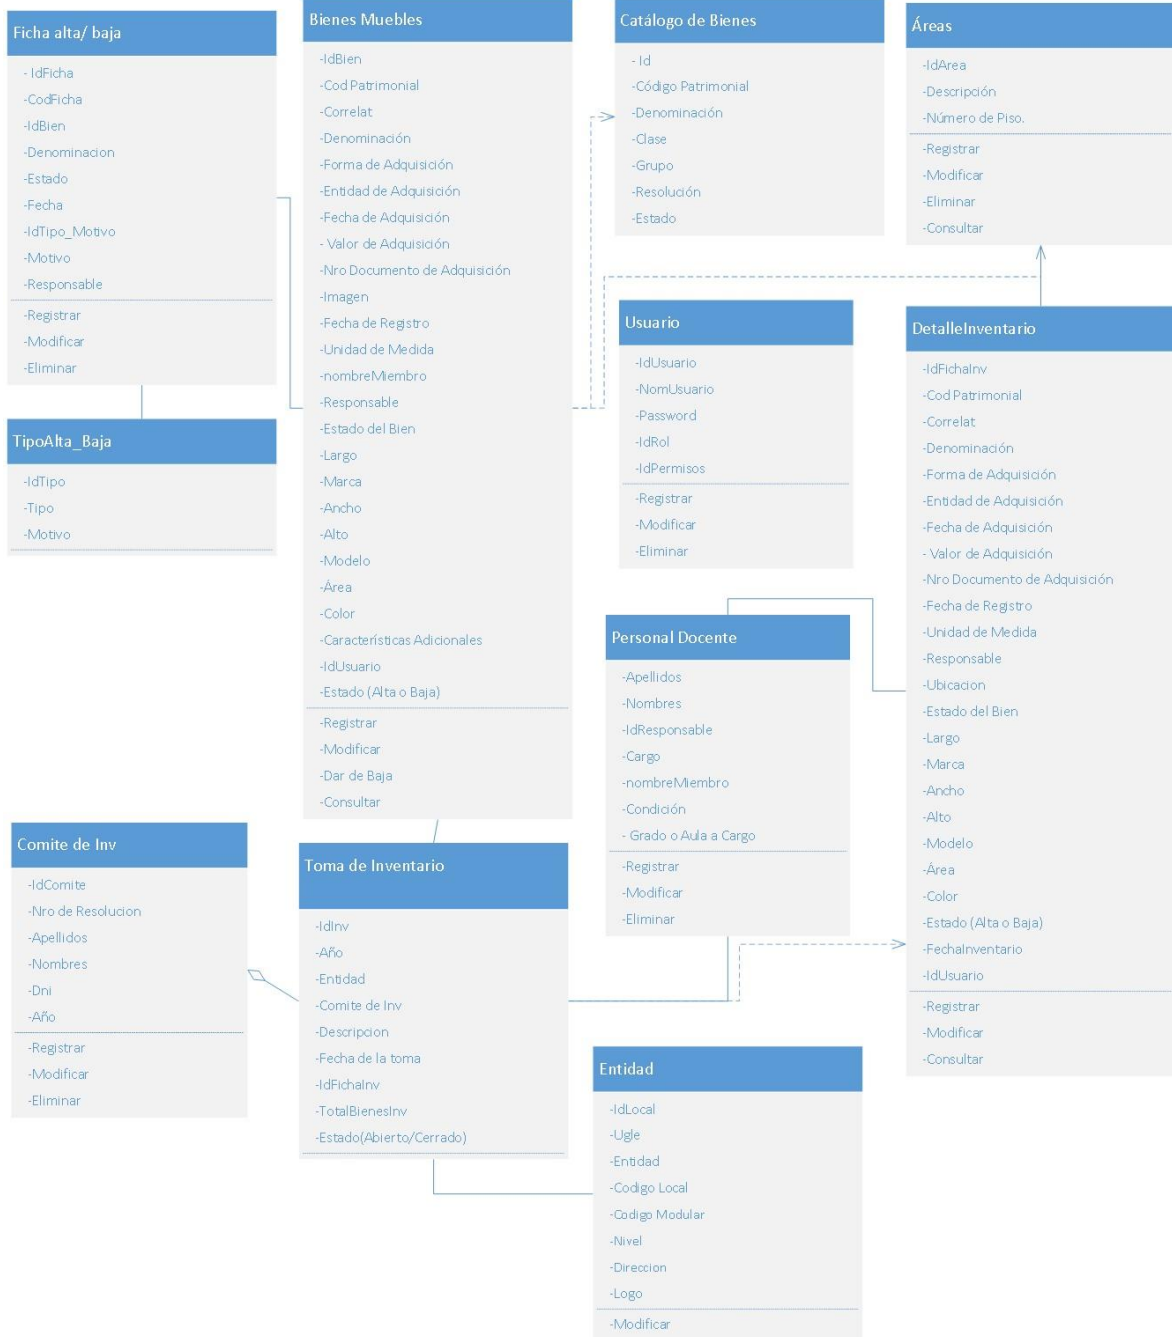 Ficha alta/ baja
- IdFicha
-CodFicha
-IdBien
-Denominacion
-Estado
-Fecha
-IdTipo_Motivo
-Motivo
-Responsable
-Registrar
-Modificar
-Eliminar
TipoAlta_Baja
-IdTipo
-Tipo
-Motivo
Bienes Muebles
-IdBien
-Cod Patrimonial
-Correlat
-Denominación
-Forma de Adquisición
-Entidad de Adquisición
-Fecha de Adquisición
- Valor de Adquisición
-Nro Documento de Adquisición
-Imagen
-Fecha de Registro
-Unidad de Medida
-nombreMiembro
-Responsable
-Estado del Bien
-Largo
-Marca
-Ancho
-Alto
-Modelo
-Área
-Color
-Características Adicionales
-IdUsuario
-Estado (Alta o Baja)
-Registrar
-Modificar
-Dar de Baja
-Consultar
Catálogo de Bienes
- Id
-Código Patrimonial
-Denominación
-Clase
-Grupo
-Resolución
-Estado
Áreas
-IdArea
-Descripción
-Número de Piso.
-Registrar
-Modificar
-Eliminar
-Consultar
Usuario
-IdUsuario
-NomUsuario
-Password
-IdRol
-IdPermisos
-Registrar
-Modificar
-Eliminar
DetalleInventario
-IdFichaInv
-Cod Patrimonial
-Correlat
-Denominación
-Forma de Adquisición
-Entidad de Adquisición
-Fecha de Adquisición
- Valor de Adquisición
-Nro Documento de Adquisición
-Fecha de Registro
-Unidad de Medida
-Responsable
-Ubicacion
-Estado del Bien
-Largo
-Marca
-Ancho
-Alto
-Modelo
-Área
-Color
-Estado (Alta o Baja)
-FechaInventario
-IdUsuario
-Registrar
-Modificar
-Consultar
Personal Docente
-Apellidos
-Nombres
-IdResponsable
-Cargo
-nombreMiembro
-Condición
- Grado o Aula a Cargo
-Registrar
-Modificar
-Eliminar
Comite de Inv
-IdComite
-Nro de Resolucion
-Apellidos
-Nombres
-Dni
-Año
-Registrar
-Modificar
-Eliminar
Toma de Inventario
-IdInv
-Año
-Entidad
-Comite de Inv
-Descripcion
-Fecha de la toma
-IdFichaInv
-TotalBienesInv
-Estado(Abierto/Cerrado)
Entidad
-IdLocal
-Ugle
-Entidad
-Codigo Local
-Codigo Modular
-Nivel
-Direccion
-Logo
-Modificar